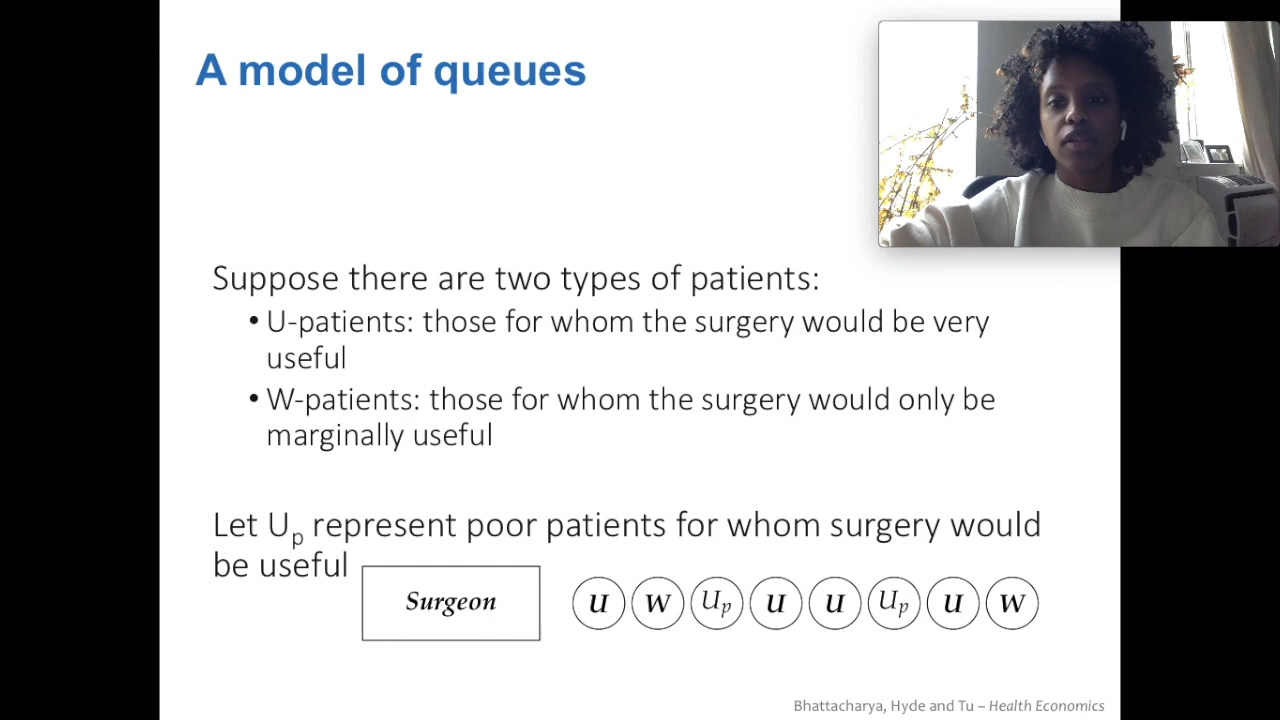 A model of queues
Suppose there are two types of patients:
• U-patients: those for whom the surgery would be very
useful
• W-patients: those for whom the surgery would only be
marginally useful
Let Up represent poor patients for whom surgery would
be useful
Surgeon U W Up U U Up U W
Bhattacharya, Hyde and Tu – Health Economics